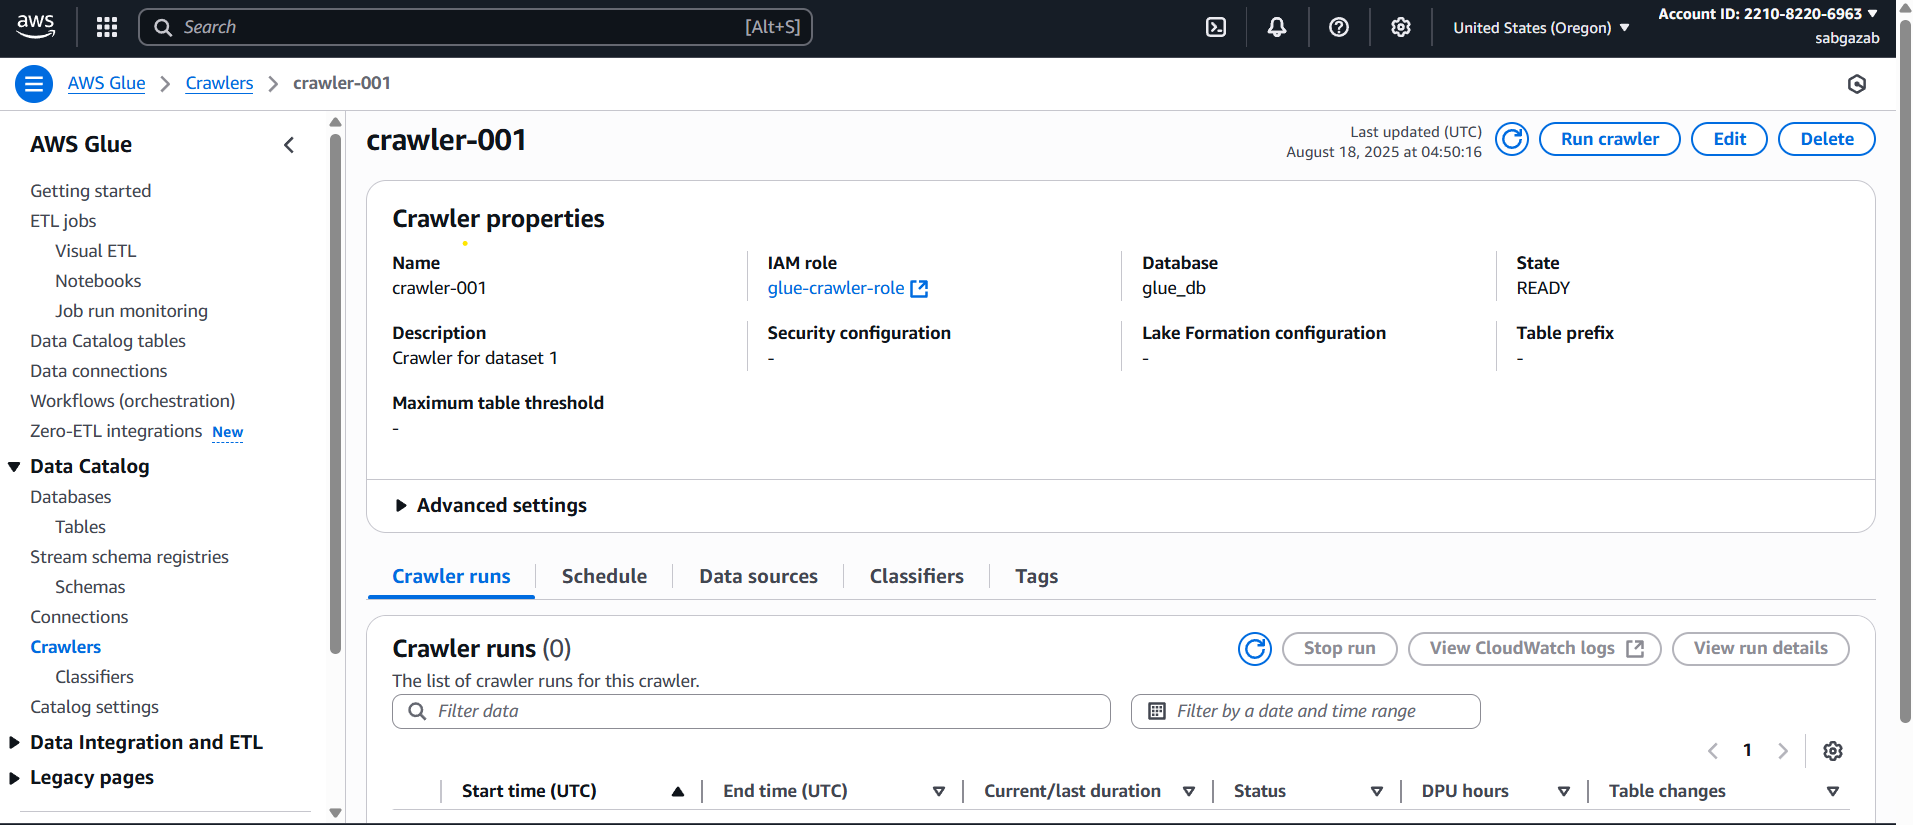 aws
Search [Alt+S]
United States (Oregon)
Account ID: 2210-8220-6963
sabgazab
AWS Glue
Crawlers
crawler-001
AWS Glue
Getting started
ETL jobs
Visual ETL
Notebooks
Job run monitoring
Data Catalog tables
Data connections
Workflows (orchestration)
Zero-ETL integrations New
Data Catalog
Databases
Tables
Stream schema registries
Schemas
Connections
Crawlers
Classifiers
Catalog settings
Data Integration and ETL
Legacy pages
crawler-001
Last updated (UTC)
August 18, 2025 at 04:50:16
Run crawler
Edit
Delete
Crawler properties
Name
crawler-001
IAM role
glue-crawler-role
Database
glue_db
State
READY
Description
Crawler for dataset 1
Security configuration
-
Lake Formation configuration
-
Table prefix
-
Maximum table threshold
-
Advanced settings
Crawler runs
Schedule
Data sources
Classifiers
Tags
Crawler runs (0)
The list of crawler runs for this crawler.
Stop run
View CloudWatch logs
View run details
Filter data
Filter by a date and time range
1
Start time (UTC)
End time (UTC)
Current/last duration
Status
DPU hours
Table changes